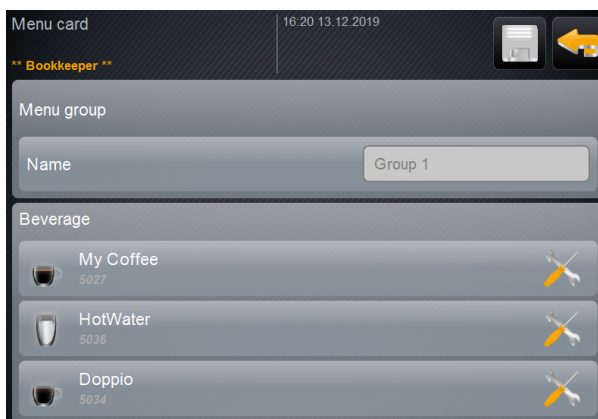 Menu card
16:20 13.12.2019
** Bookkeeper **
Menu group
Name
Group 1
Beverage
My Coffee
5027
HotWater
5036
Doppio
5034